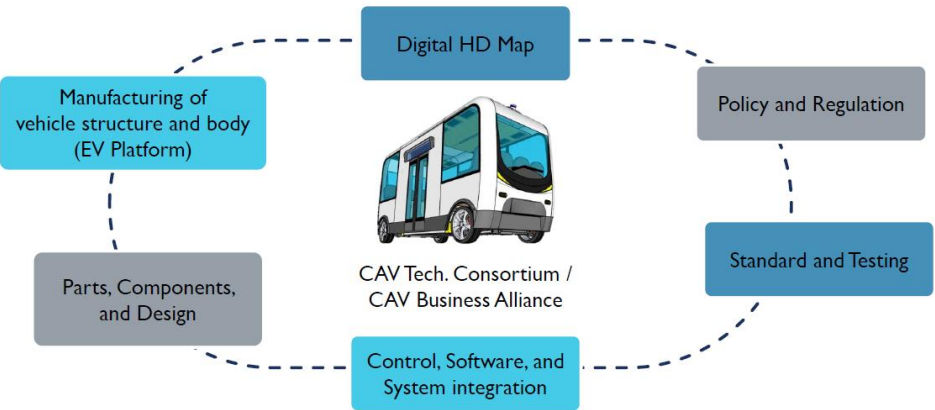 Digital HD Map
Manufacturing of
vehicle structure and body
(EV Platform)
Policy and Regulation
Parts, Components,
and Design
CAV Tech. Consortium /
CAV Business Alliance
Standard and Testing
Control, Software, and
System integration